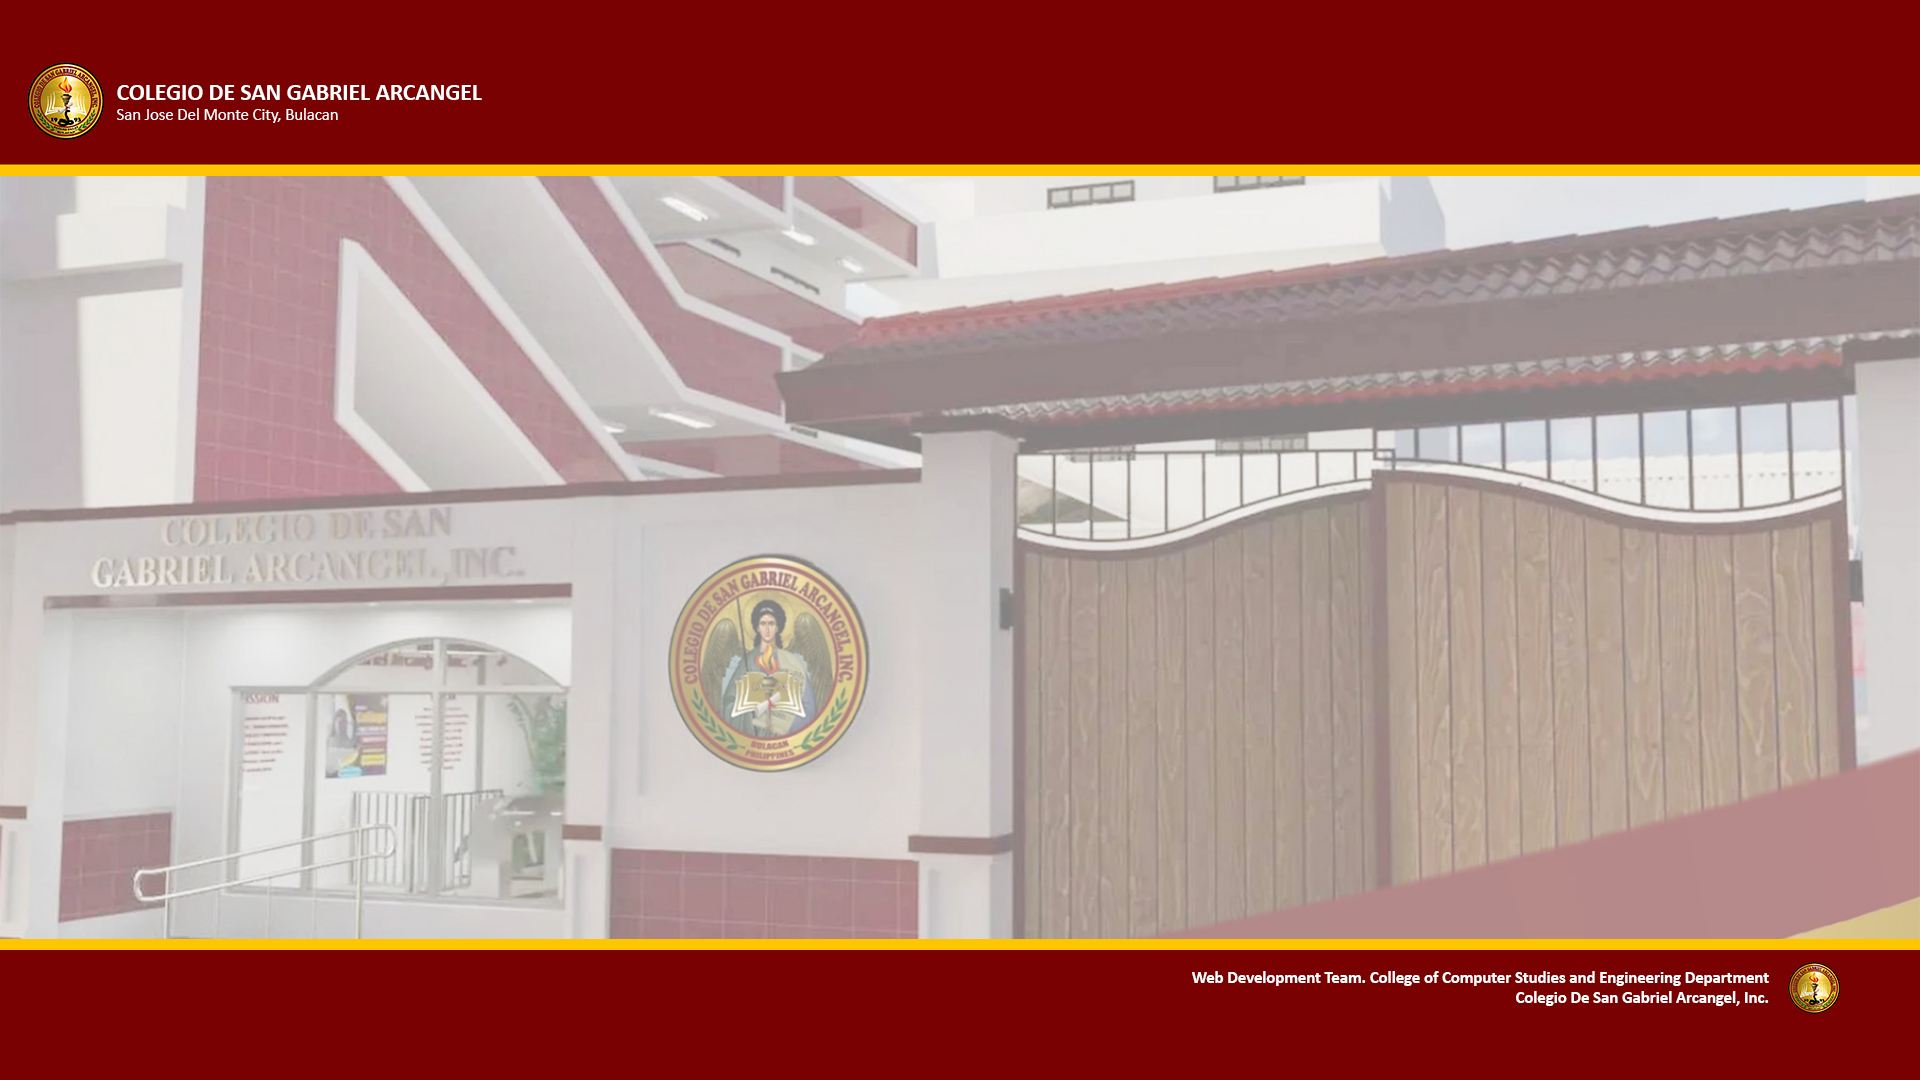 COLEGIO DE SAN GABRIEL ARCANGEL
San Jose Del Monte City, Bulacan
COLEGIO DE SAN
GABRIEL ARCANGEL, INC.
COLEGIO DE SAN GABRIEL ARCANGEL, INC.
BULACAN
PHILIPPINES
SSION
Web Development Team. College of Computer Studies and Engineering Department
Colegio De San Gabriel Arcangel, Inc.